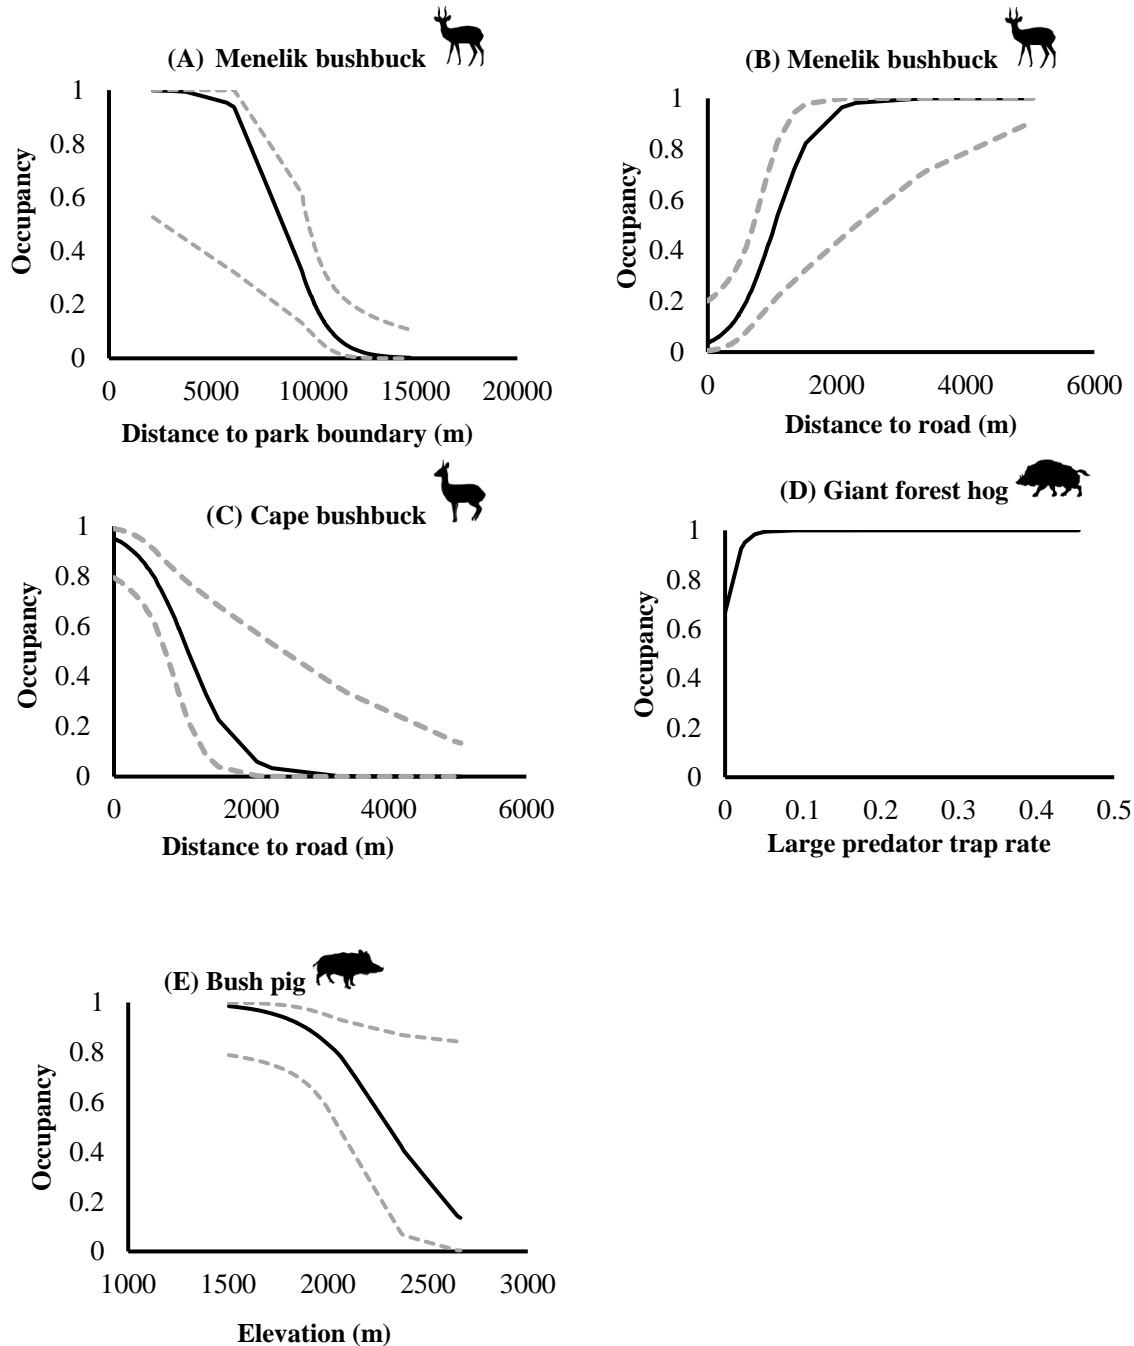 (A) Menelik bushbuck
1
0.8
0.6
0.4
0.2
0
Occupancy
0 5000 10000 15000 20000
Distance to park boundary (m)
(B) Menelik bushbuck
1
0.8
0.6
0.4
0.2
0
Occupancy
0 2000 4000 6000
Distance to road (m)
(C) Cape bushbuck
1
0.8
0.6
0.4
0.2
0
Occupancy
0 2000 4000 6000
Distance to road (m)
(D) Giant forest hog
1
0.8
0.6
0.4
0.2
0
Occupancy
0 0.1 0.2 0.3 0.4 0.5
Large predator trap rate
(E) Bush pig
1
0.8
0.6
0.4
0.2
0
Occupancy
1000 1500 2000 2500 3000
Elevation (m)